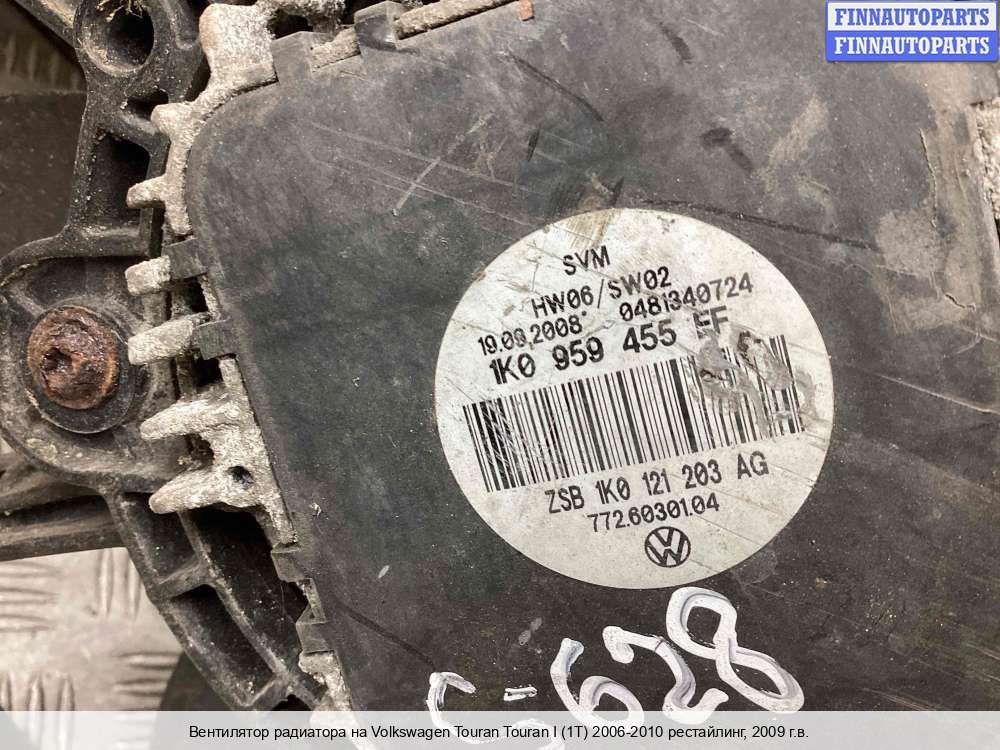 FINNAUTOPARTS
FINNAUTOPARTS
SVM
HW06/SW02
19.09.2008 0481340724
1K0 959 455 FF
ZSB 1K0 121 203 AG
772.60301.04
VW
C-628
Вентилятор радиатора на Volkswagen Touran Touran I (1T) 2006-2010 рестайлинг, 2009 г.в.